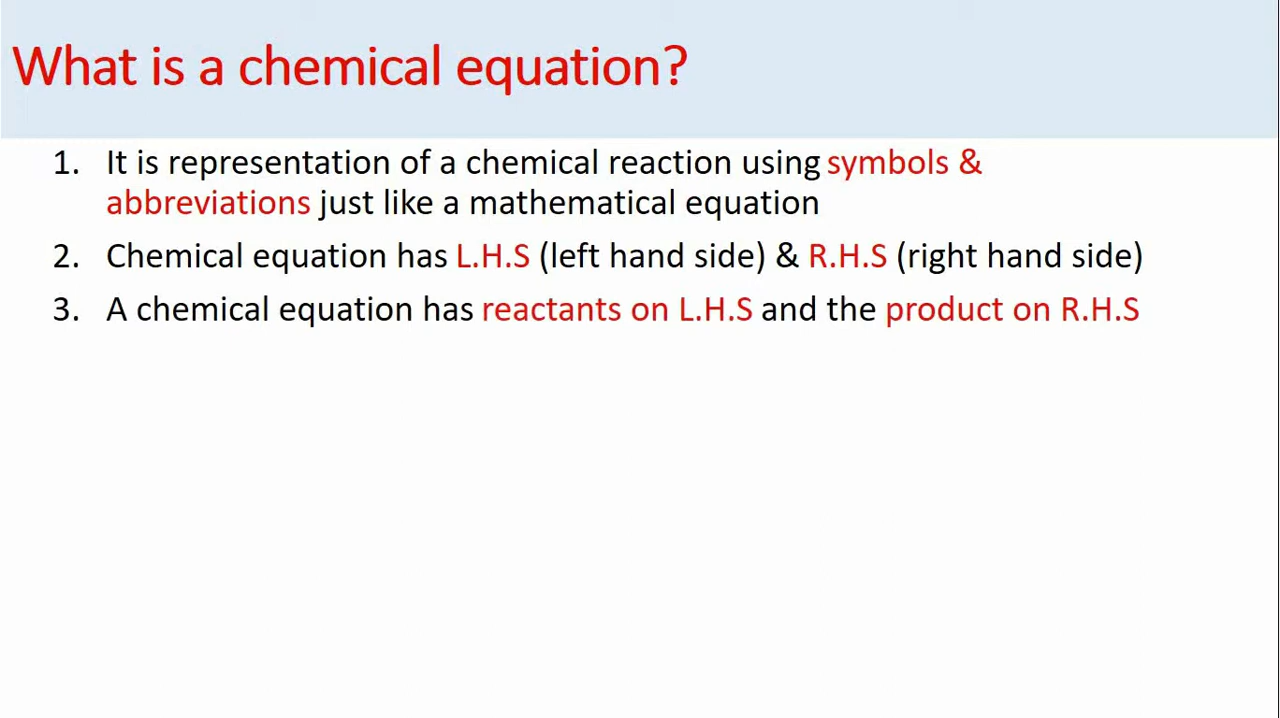 What is a chemical equation?
1. It is representation of a chemical reaction using symbols &
abbreviations just like a mathematical equation
2. Chemical equation has L.H.S (left hand side) & R.H.S (right hand side)
3. A chemical equation has reactants on L.H.S and the product on R.H.S